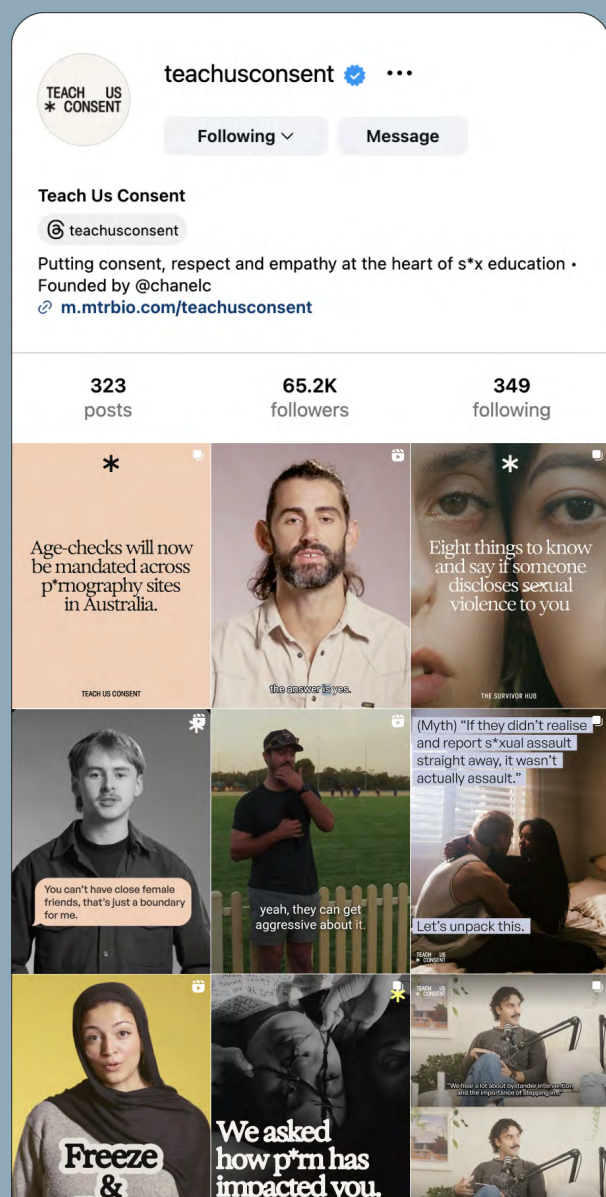 TEACH US
* CONSENT
teachusconsent
Following
Message
Teach Us Consent
teachusconsent
Putting consent, respect and empathy at the heart of s*x education •
Founded by @chanelc
m.mtrbio.com/teachusconsent
323
posts
65.2K
followers
349
following
Age-checks will now
be mandated across
p*rnography sites
in Australia.
TEACH US CONSENT
the answer is yes.
Eight things to know
and say if someone
discloses sexual
violence to you
THE SURVIVOR HUB
You can't have close female
friends, that's just a boundary
for me.
yeah, they can get
aggressive about it.
(Myth) "If they didn't realise
and report s*xual assault
straight away, it wasn't
actually assault."
Let's unpack this.
TEACH US
* CONSENT
Freeze
&
We asked
how p*rn has
impacted you.
TEACH US
* CONSENT
"We hear a lot about bystander intervention
and the importance of stepping in...